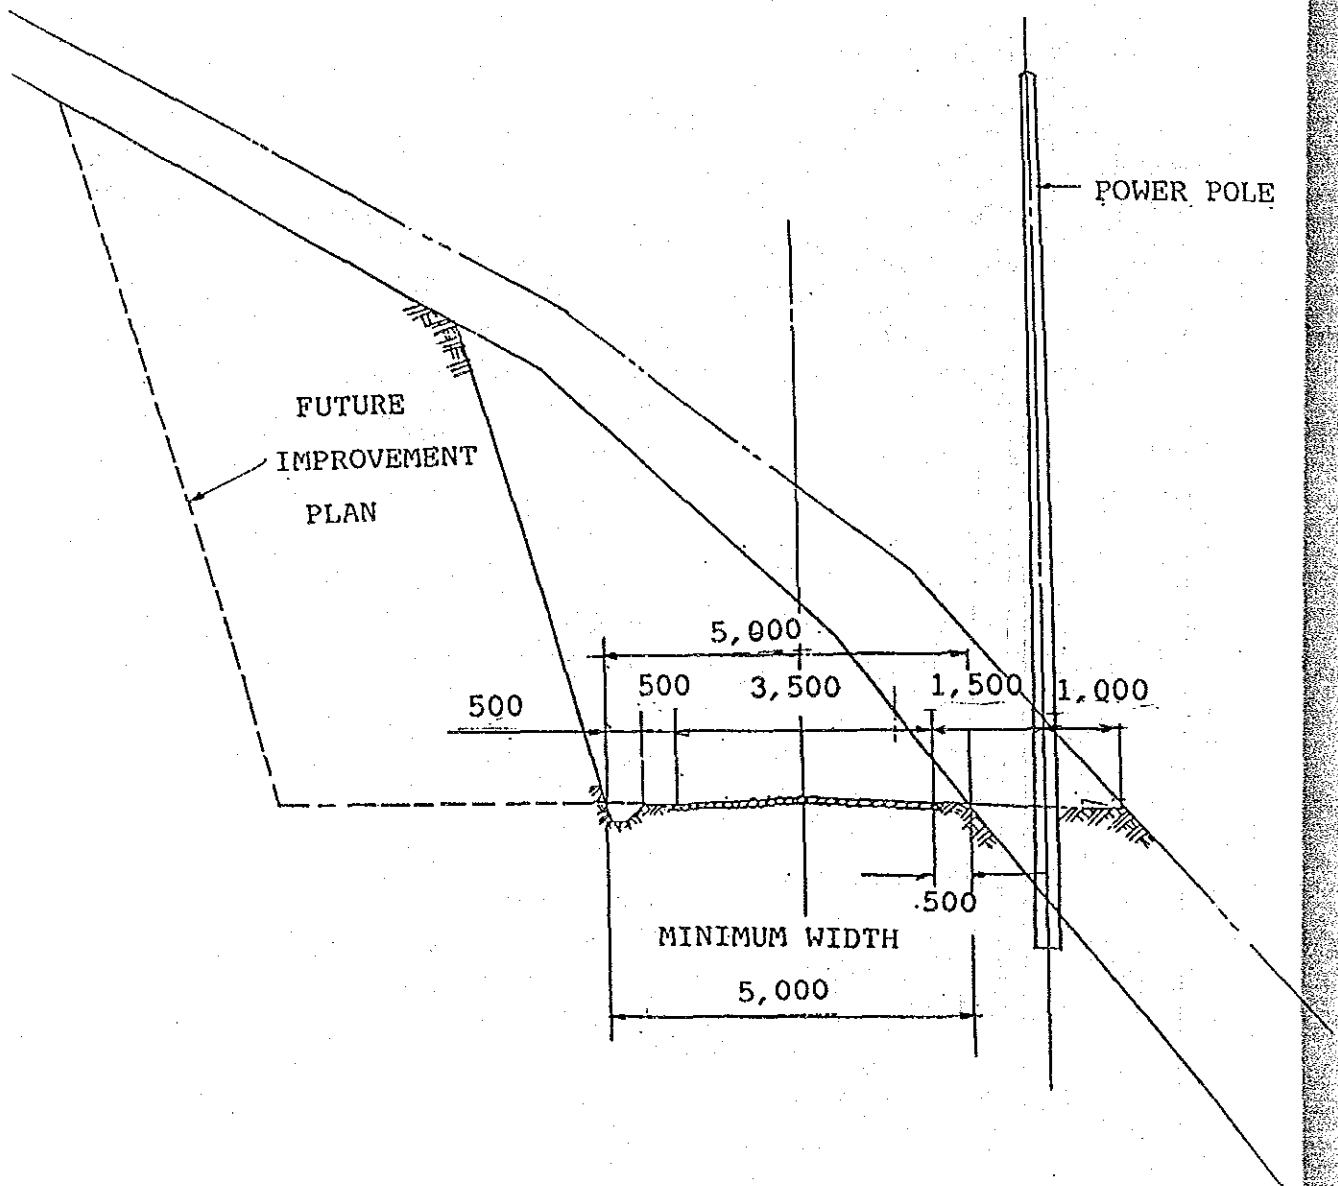 POWER POLE
FUTURE
IMPROVEMENT
PLAN
5,000
500
500
3,500
1,500
1,000
.500
MINIMUM WIDTH
5,000